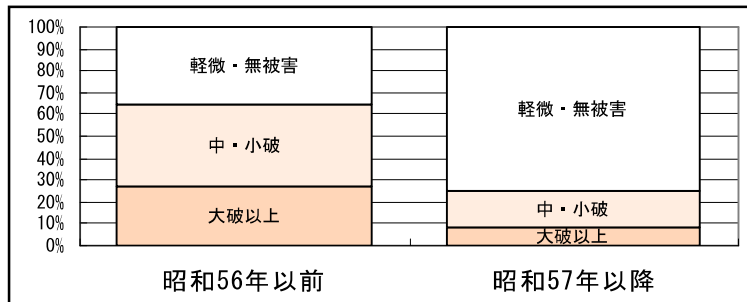 100%
90%
80%
70%
60%
50%
40%
30%
20%
10%
0%
軽微・無被害
中・小破
大破以上
軽微・無被害
中・小破
大破以上
昭和56年以前
昭和57年以降